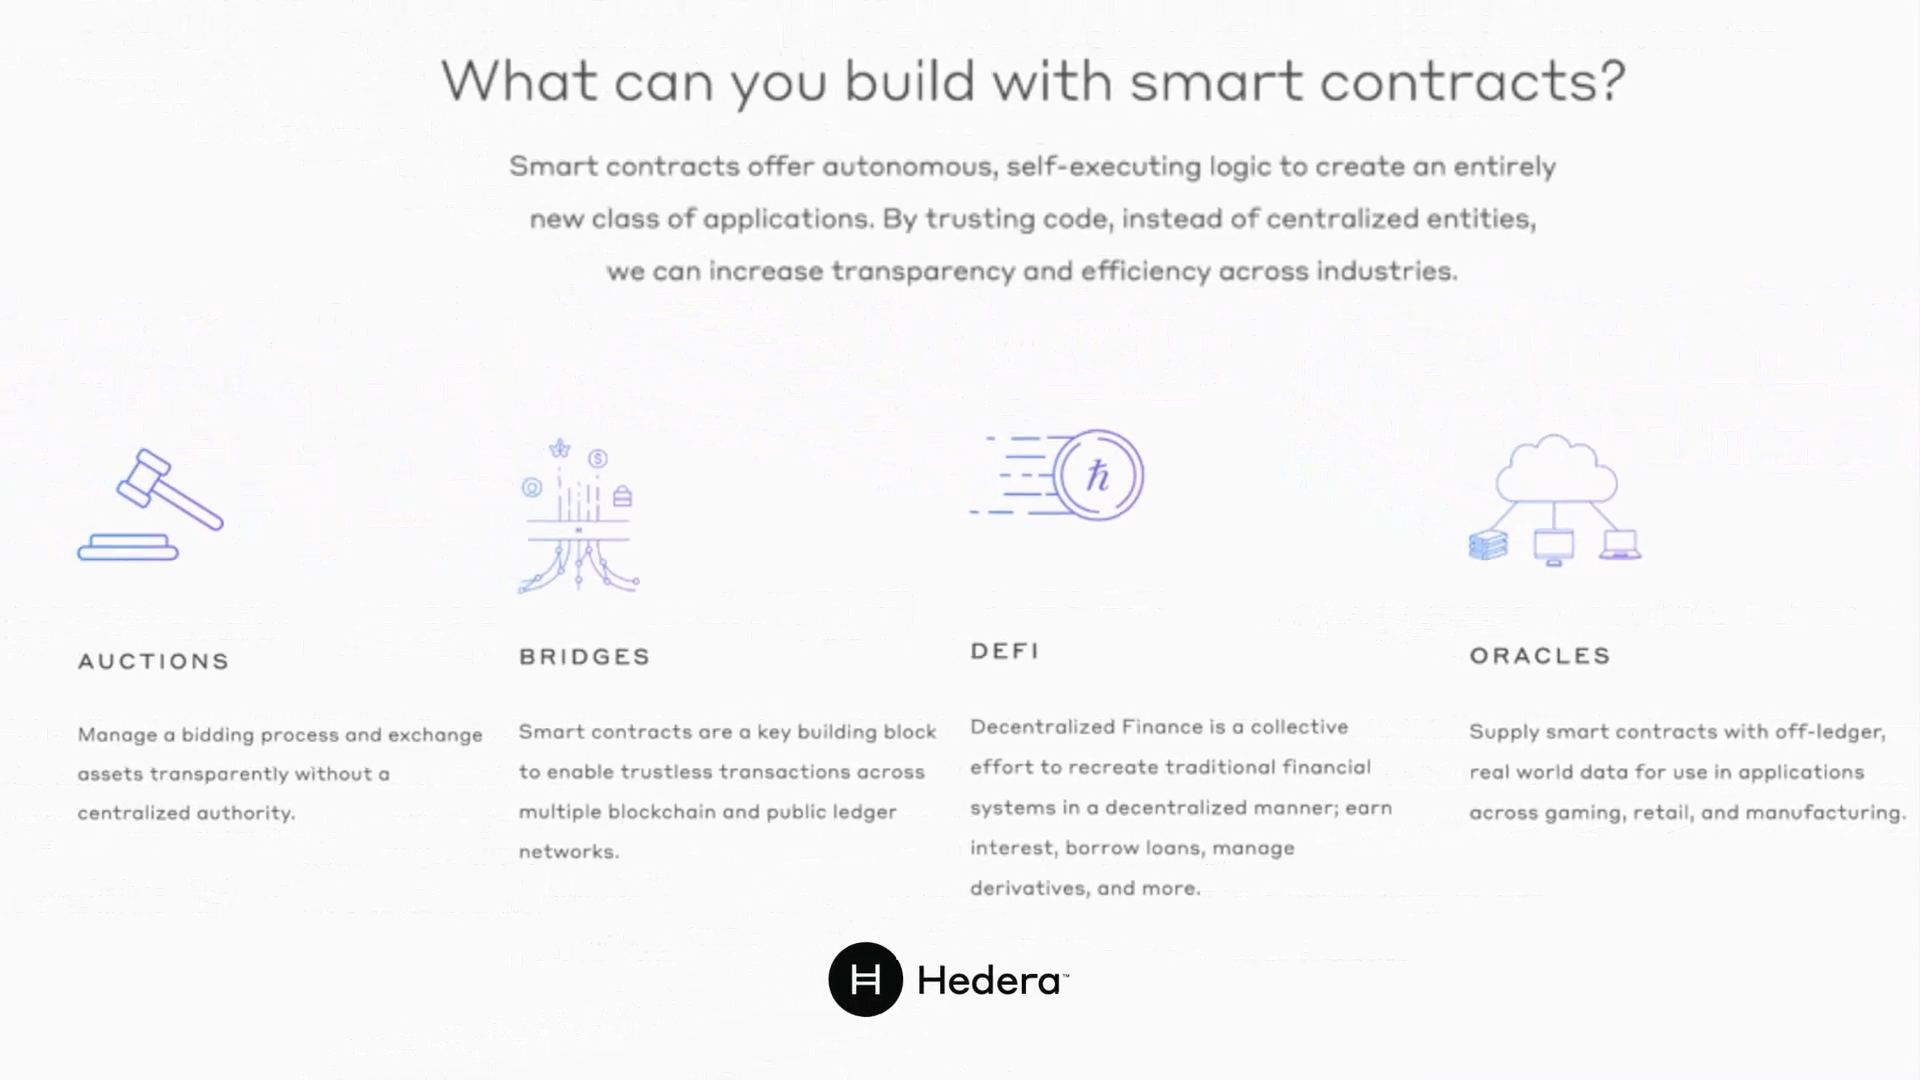 What can you build with smart contracts?
Smart contracts offer autonomous, self-executing logic to create an entirely
new class of applications. By trusting code, instead of centralized entities,
we can increase transparency and efficiency across industries.
AUCTIONS
Manage a bidding process and exchange
assets transparently without a
centralized authority.
BRIDGES
Smart contracts are a key building block
to enable trustless transactions across
multiple blockchain and public ledger
networks.
ℏ
DEFI
Decentralized Finance is a collective
effort to recreate traditional financial
systems in a decentralized manner; earn
interest, borrow loans, manage
derivatives, and more.
ORACLES
Supply smart contracts with off-ledger,
real world data for use in applications
across gaming, retail, and manufacturing.
H Hedera™